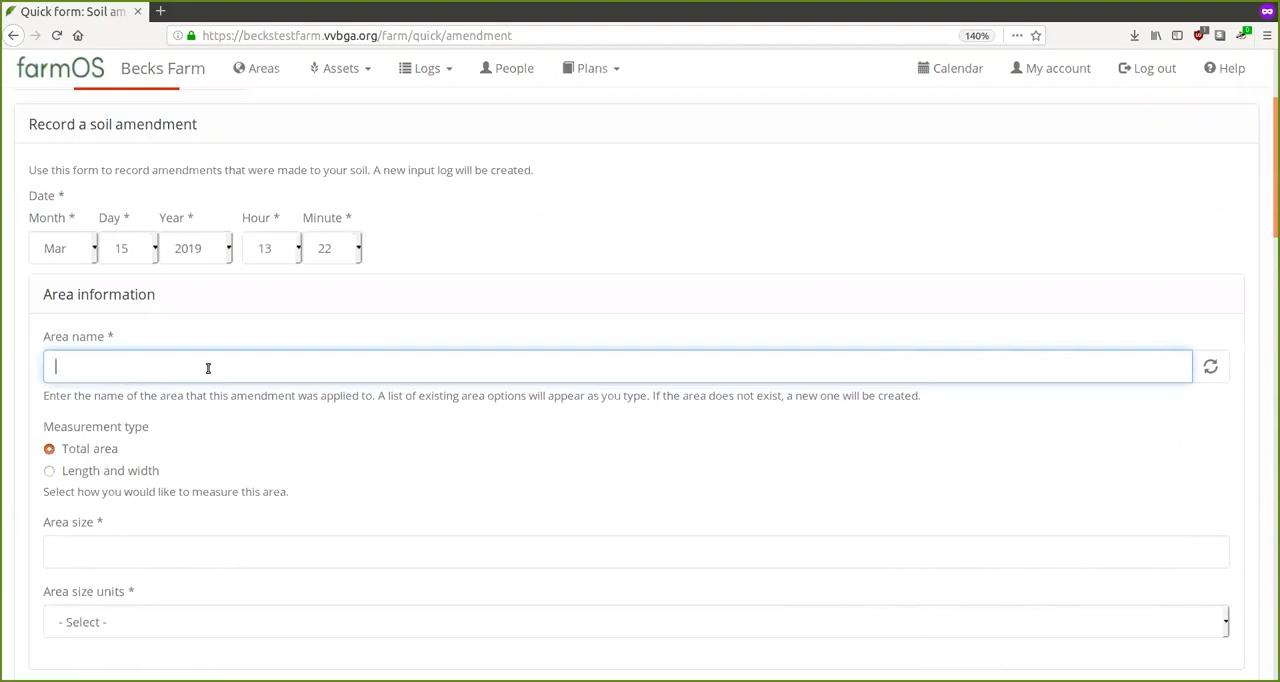 Quick form: Soil am
https://beckstestfarm.vvbga.org/farm/quick/amendment 140%
farmOS Becks Farm Areas Assets Logs People Plans Calendar My account Log out Help
Record a soil amendment
Use this form to record amendments that were made to your soil. A new input log will be created.
Date *
Month * Day * Year * Hour * Minute *
Mar 15 2019 13 22
Area information
Area name *
Enter the name of the area that this amendment was applied to. A list of existing area options will appear as you type. If the area does not exist, a new one will be created.
Measurement type
Total area
Length and width
Select how you would like to measure this area.
Area size *
Area size units *
- Select -